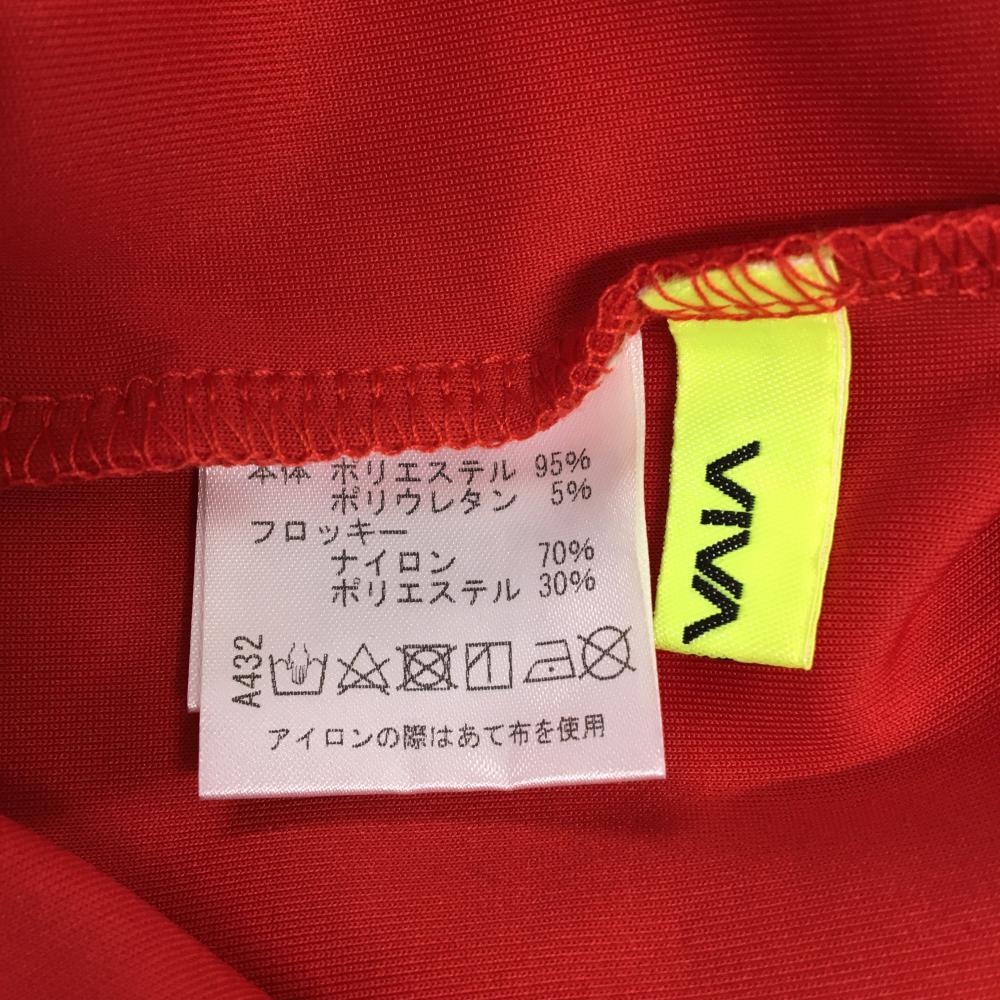 本体 ポリエステル 95%
ポリウレタン 5%
フロッキー
ナイロン 70%
ポリエステル 30%
A432
アイロンの際はあて布を使用
VIVA